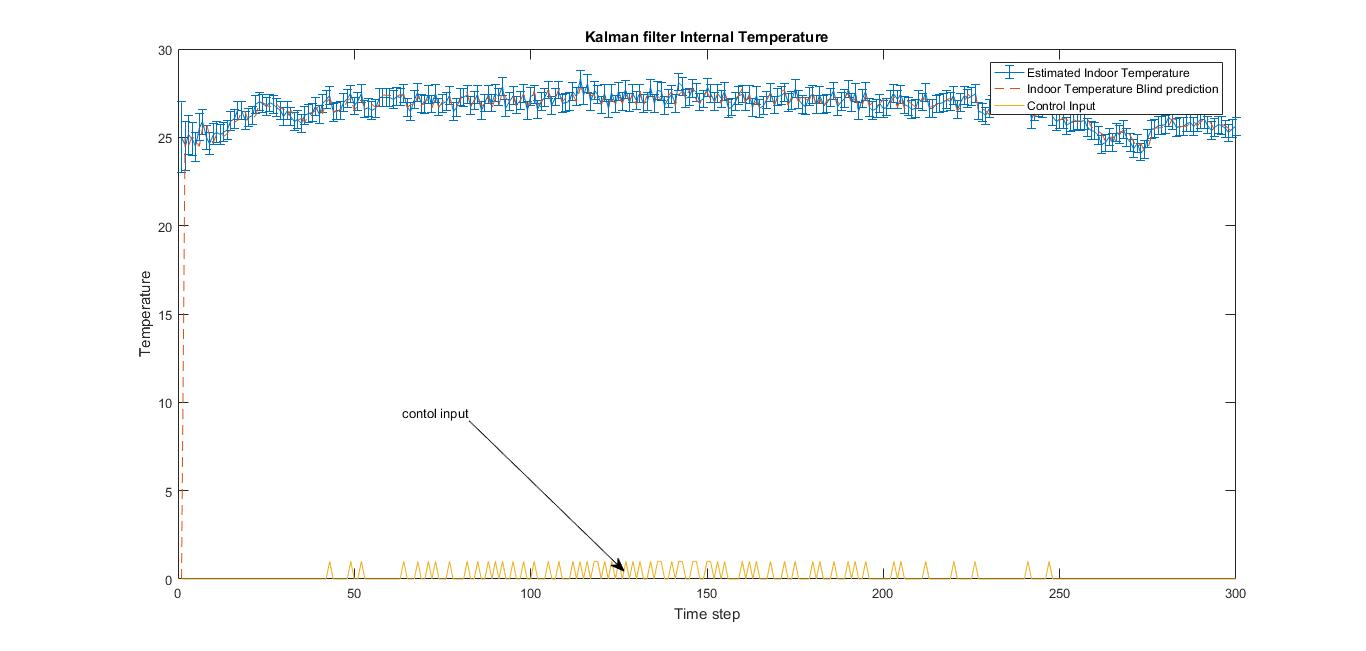 Kalman filter Internal Temperature
30
25
20
15
10
5
0
Temperature
Estimated Indoor Temperature
Indoor Temperature Blind prediction
Control Input
contol input
0 50 100 150 200 250 300
Time step